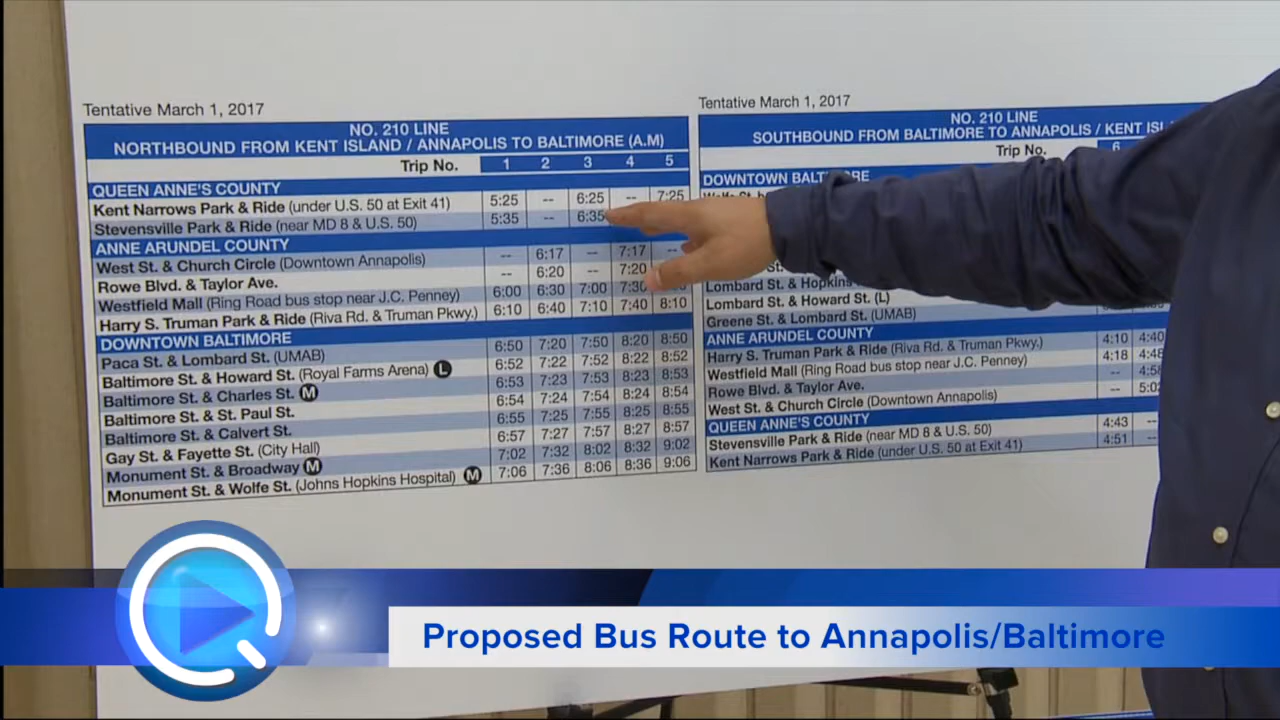 Tentative March 1, 2017
NO. 210 LINE
NORTHBOUND FROM KENT ISLAND / ANNAPOLIS TO BALTIMORE (A.M)
Trip No. 1 2 3 4 5
QUEEN ANNE'S COUNTY
Kent Narrows Park & Ride (under U.S. 50 at Exit 41) 5:25 -- 6:25 -- 7:25
Stevensville Park & Ride (near MD 8 & U.S. 50) 5:35 -- 6:35
ANNE ARUNDEL COUNTY
West St. & Church Circle (Downtown Annapolis) -- 6:17 -- 7:17 --
Rowe Blvd. & Taylor Ave. -- 6:20 -- 7:20
Westfield Mall (Ring Road bus stop near J.C. Penney) 6:00 6:30 7:00 7:30
Harry S. Truman Park & Ride (Riva Rd. & Truman Pkwy.) 6:10 6:40 7:10 7:40 8:10
DOWNTOWN BALTIMORE
Paca St. & Lombard St. (UMAB) 6:50 7:20 7:50 8:20 8:50
Baltimore St. & Howard St. (Royal Farms Arena) L 6:52 7:22 7:52 8:22 8:52
Baltimore St. & Charles St. M 6:53 7:23 7:53 8:23 8:53
Baltimore St. & St. Paul St. 6:54 7:24 7:54 8:24 8:54
Baltimore St. & Calvert St. 6:55 7:25 7:55 8:25 8:55
Gay St. & Fayette St. (City Hall) 6:57 7:27 7:57 8:27 8:57
Monument St. & Broadway M 7:02 7:32 8:02 8:32 9:02
Monument St. & Wolfe St. (Johns Hopkins Hospital) M 7:06 7:36 8:06 8:36 9:06
Tentative March 1, 2017
NO. 210 LINE
SOUTHBOUND FROM BALTIMORE TO ANNAPOLIS / KENT
Trip No. 6
DOWNTOWN BALTIMORE
Lombard St. & Hopkins
Lombard St. & Howard St. (L)
Greene St. & Lombard St. (UMAB)
ANNE ARUNDEL COUNTY
Harry S. Truman Park & Ride (Riva Rd. & Truman Pkwy.) 4:10 4:40
Westfield Mall (Ring Road bus stop near J.C. Penney) 4:18 4:48
Rowe Blvd. & Taylor Ave. -- 4:58
West St. & Church Circle (Downtown Annapolis) -- 5:02
QUEEN ANNE'S COUNTY
Stevensville Park & Ride (near MD 8 & U.S. 50) 4:43 --
Kent Narrows Park & Ride (under U.S. 50 at Exit 41) 4:51 --
Proposed Bus Route to Annapolis/Baltimore